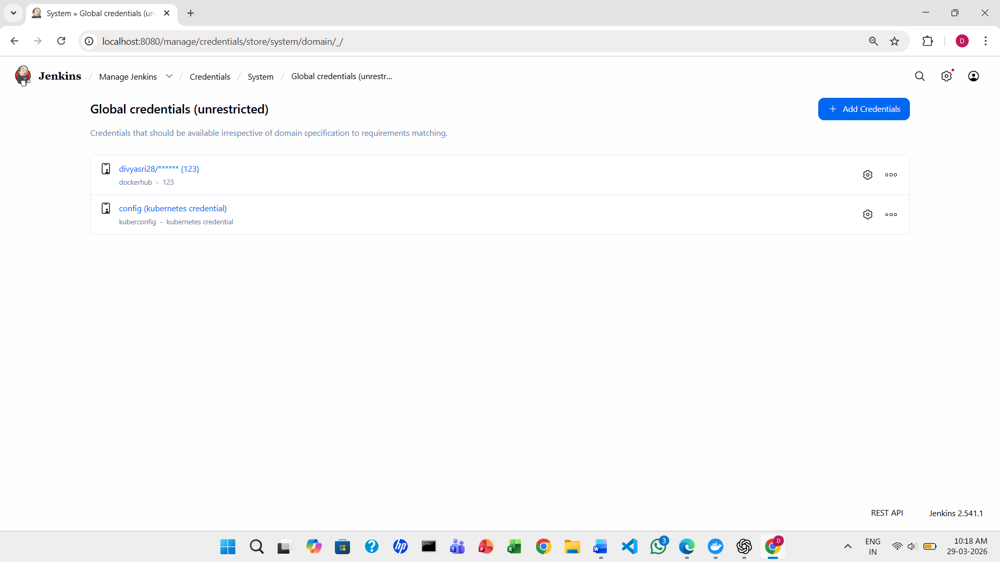 System » Global credentials (un
localhost:8080/manage/credentials/store/system/domain/_/
D
Jenkins / Manage Jenkins / Credentials / System / Global credentials (unrestr...
Global credentials (unrestricted)
+ Add Credentials
Credentials that should be available irrespective of domain specification to requirements matching.
divyasri28/****** (123)
dockerhub - 123
config (kubernetes credential)
kuberconfig - kubernetes credential
REST API
Jenkins 2.541.1
3
D
ENG
IN
10:18 AM
29-03-2026